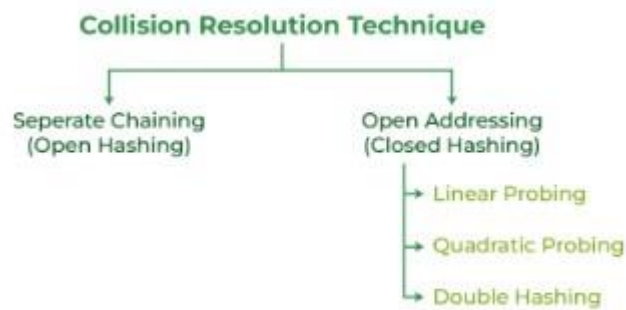 Collision Resolution Technique
Seperate Chaining
(Open Hashing)
Open Addressing
(Closed Hashing)
Linear Probing
Quadratic Probing
Double Hashing